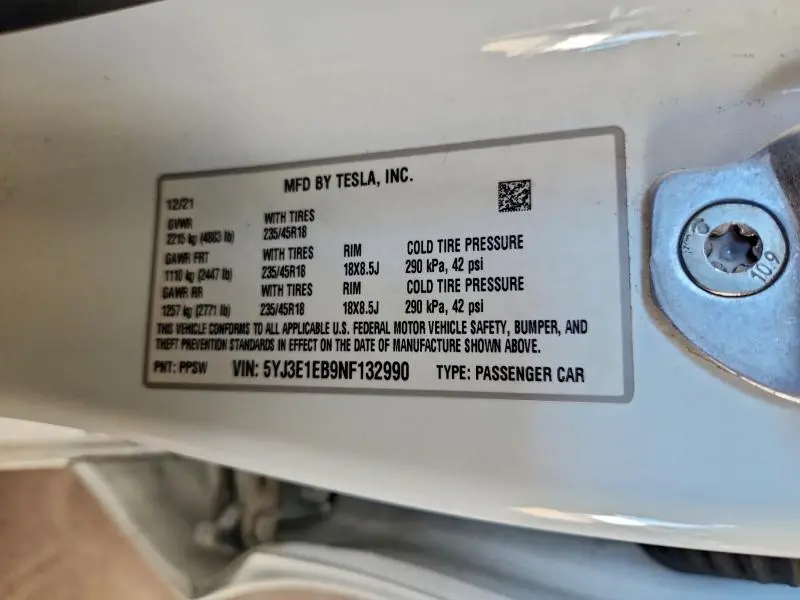 MFD BY TESLA, INC.
12/21
GVWR WITH TIRES
2215 kg (4883 lb) 235/45R18
GAWR FRT WITH TIRES RIM COLD TIRE PRESSURE
1110 kg (2447 lb) 235/45R18 18X8.5J 290 kPa, 42 psi
GAWR RR WITH TIRES RIM COLD TIRE PRESSURE
1257 kg (2771 lb) 235/45R18 18X8.5J 290 kPa, 42 psi
THIS VEHICLE CONFORMS TO ALL APPLICABLE U.S. FEDERAL MOTOR VEHICLE SAFETY, BUMPER, AND
THEFT PREVENTION STANDARDS IN EFFECT ON THE DATE OF MANUFACTURE SHOWN ABOVE.
PNT: PPSW VIN: 5YJ3E1EB9NF132990 TYPE: PASSENGER CAR
10.9